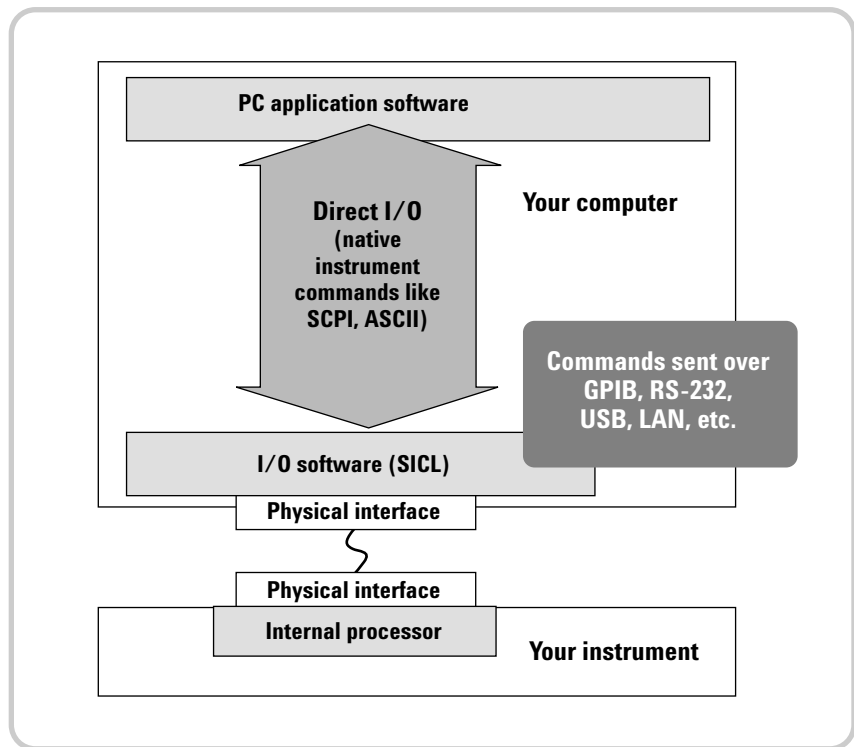 PC application software
Direct I/O
(native
instrument
commands like
SCPI, ASCII)
Your computer
Commands sent over
GPIB, RS-232,
USB, LAN, etc.
I/O software (SICL)
Physical interface
Physical interface
Internal processor
Your instrument